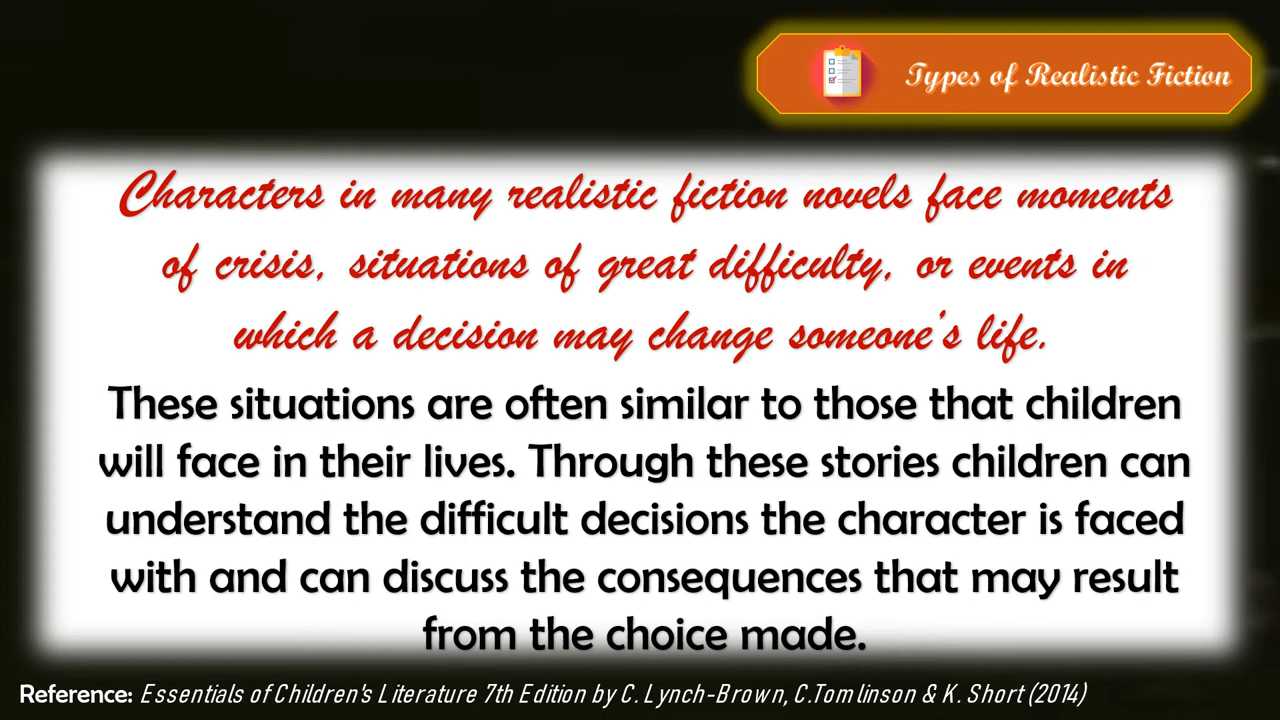 Types of Realistic Fiction
Characters in many realistic fiction novels face moments
of crisis, situations of great difficulty, or events in
which a decision may change someone's life.
These situations are often similar to those that children
will face in their lives. Through these stories children can
understand the difficult decisions the character is faced
with and can discuss the consequences that may result
from the choice made.
Reference: Essentials of Children's Literature 7th Edition by C. Lynch-Brown, C.Tomlinson & K. Short (2014)